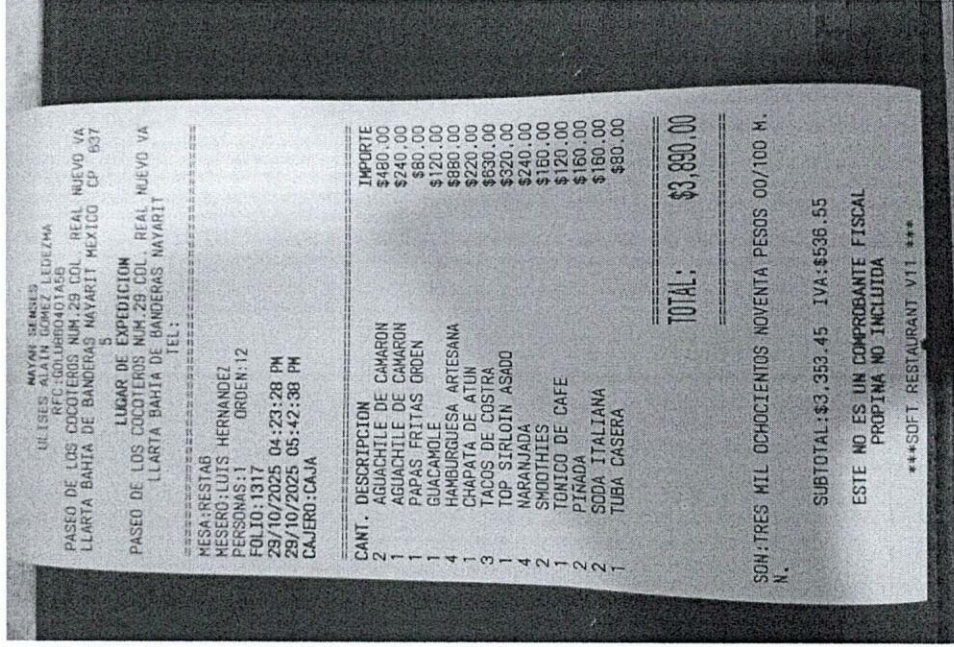 NAYAR SENSES
ULISES ALAIN GOMEZ LEDEZMA
RFC:GOLU880401A56
PASEO DE LOS COCOTEROS NUM.29 COL. REAL NUEVO VA
LLARTA BAHIA DE BANDERAS NAYARIT MEXICO CP 637
5
LUGAR DE EXPEDICION
PASEO DE LOS COCOTEROS NUM.29 COL. REAL NUEVO VA
LLARTA BAHIA DE BANDERAS NAYARIT
TEL:
MESA:RESTAB
MESERO:LUIS HERNANDEZ
PERSONAS:1 ORDEN:12
FOLIO:1317
29/10/2025 04:23:28 PM
29/10/2025 05:42:38 PM
CAJERO:CAJA
CANT. DESCRIPCION IMPORTE
2 AGUACHILE DE CAMARON $480.00
1 AGUACHILE DE CAMARON $240.00
1 PAPAS FRITAS ORDEN $80.00
1 GUACAMOLE $120.00
4 HAMBURGUESA ARTESANA $880.00
1 CHAPATA DE ATUN $220.00
3 TACOS DE COSTRA $630.00
1 TOP SIRLOIN ASADO $320.00
4 NARANJADA $240.00
2 SMOOTHIES $160.00
1 TONICO DE CAFE $120.00
2 PIÑADA $160.00
2 SODA ITALIANA $160.00
1 TUBA CASERA $80.00
TOTAL: $3,890.00
SON:TRES MIL OCHOCIENTOS NOVENTA PESOS 00/100 M.
N.
SUBTOTAL:$3,353.45 IVA:$536.55
ESTE NO ES UN COMPROBANTE FISCAL
PROPINA NO INCLUIDA
***SOFT RESTAURANT V11 ***